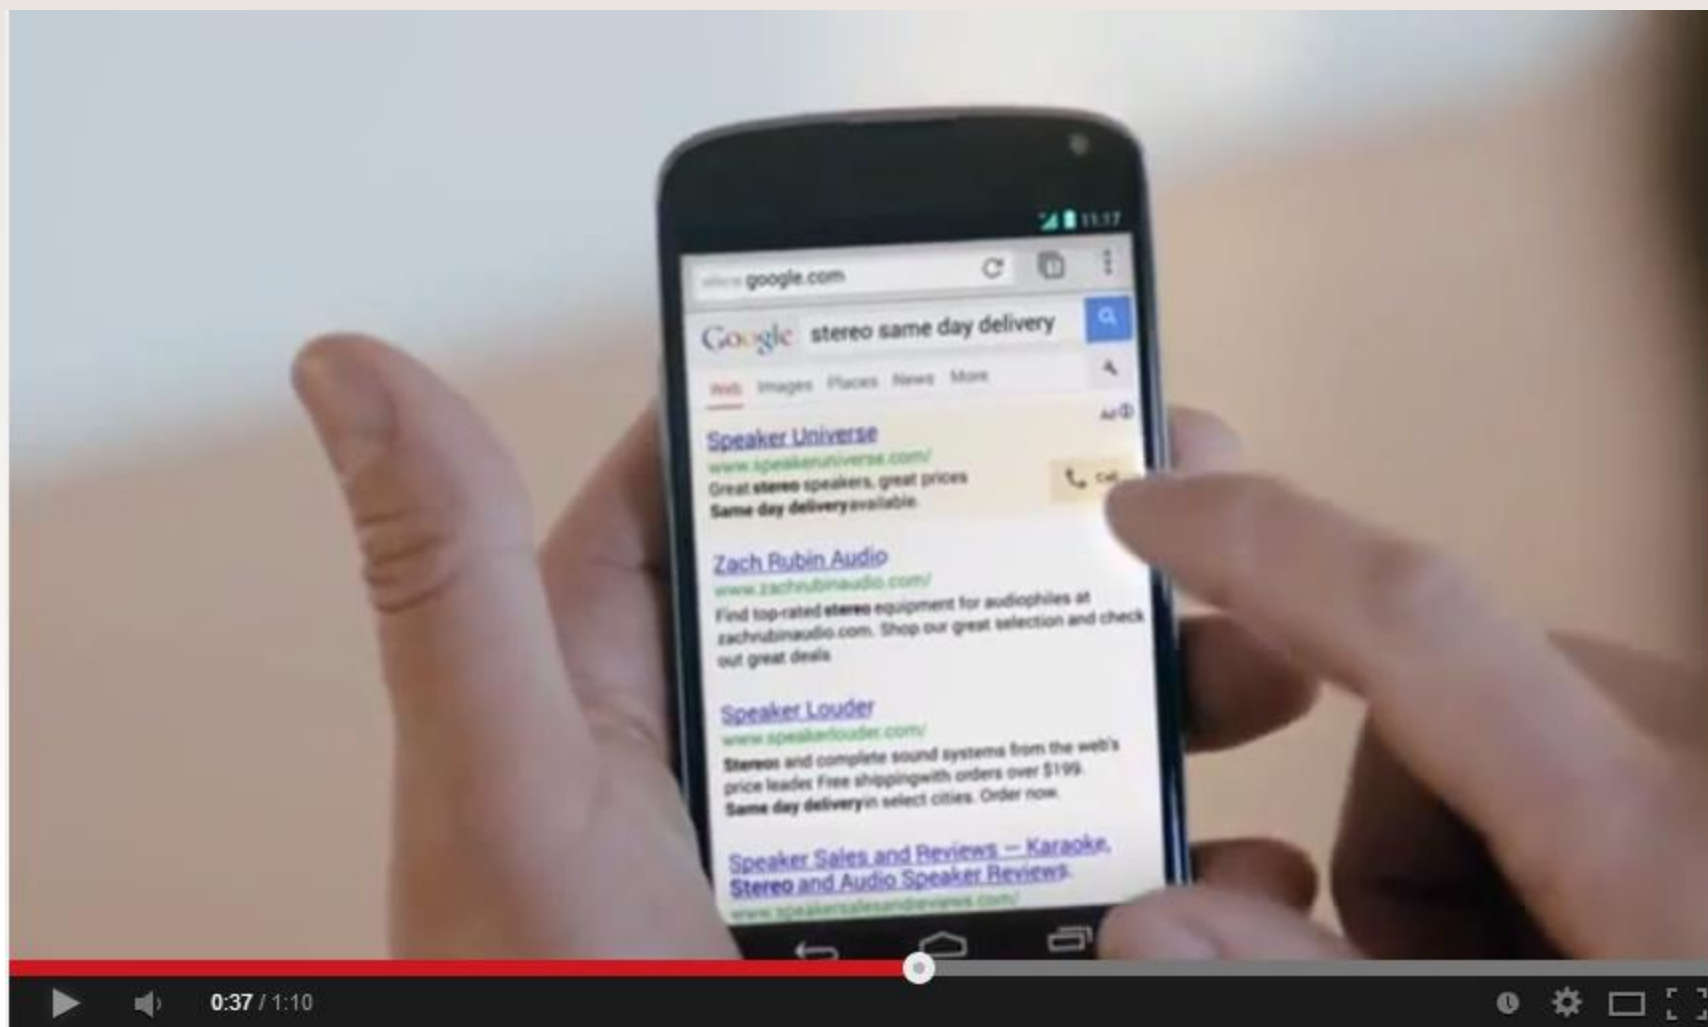 11:17
www.google.com
Google stereo same day delivery
Web Images Places News More
Ad
Speaker Universe
www.speakeruniverse.com/
Great stereo speakers, great prices
Call
Same day deliveryavailable.
Zach Rubin Audio
www.zachrubinaudio.com/
Find top-rated stereo equipment for audiophiles at
zachrubinaudio.com. Shop our great selection and check
out great deals
Speaker Louder
www.speakerlouder.com/
Stereos and complete sound systems from the web's
price leader. Free shippingwith orders over $199.
Same day deliveryin select cities. Order now.
Speaker Sales and Reviews — Karaoke,
Stereo and Audio Speaker Reviews.
www.speakersalesandreviews.com/
0:37 / 1:10